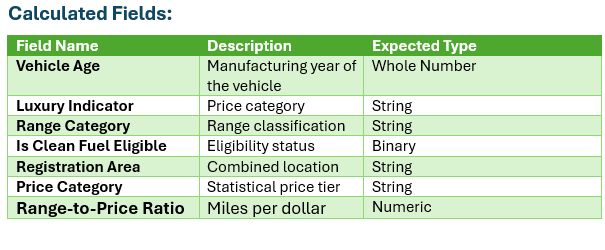 Calculated Fields:
Field Name Description Expected Type
Vehicle Age Manufacturing year of Whole Number
the vehicle
Luxury Indicator Price category String
Range Category Range classification String
Is Clean Fuel Eligible Eligibility status Binary
Registration Area Combined location String
Price Category Statistical price tier String
Range-to-Price Ratio Miles per dollar Numeric